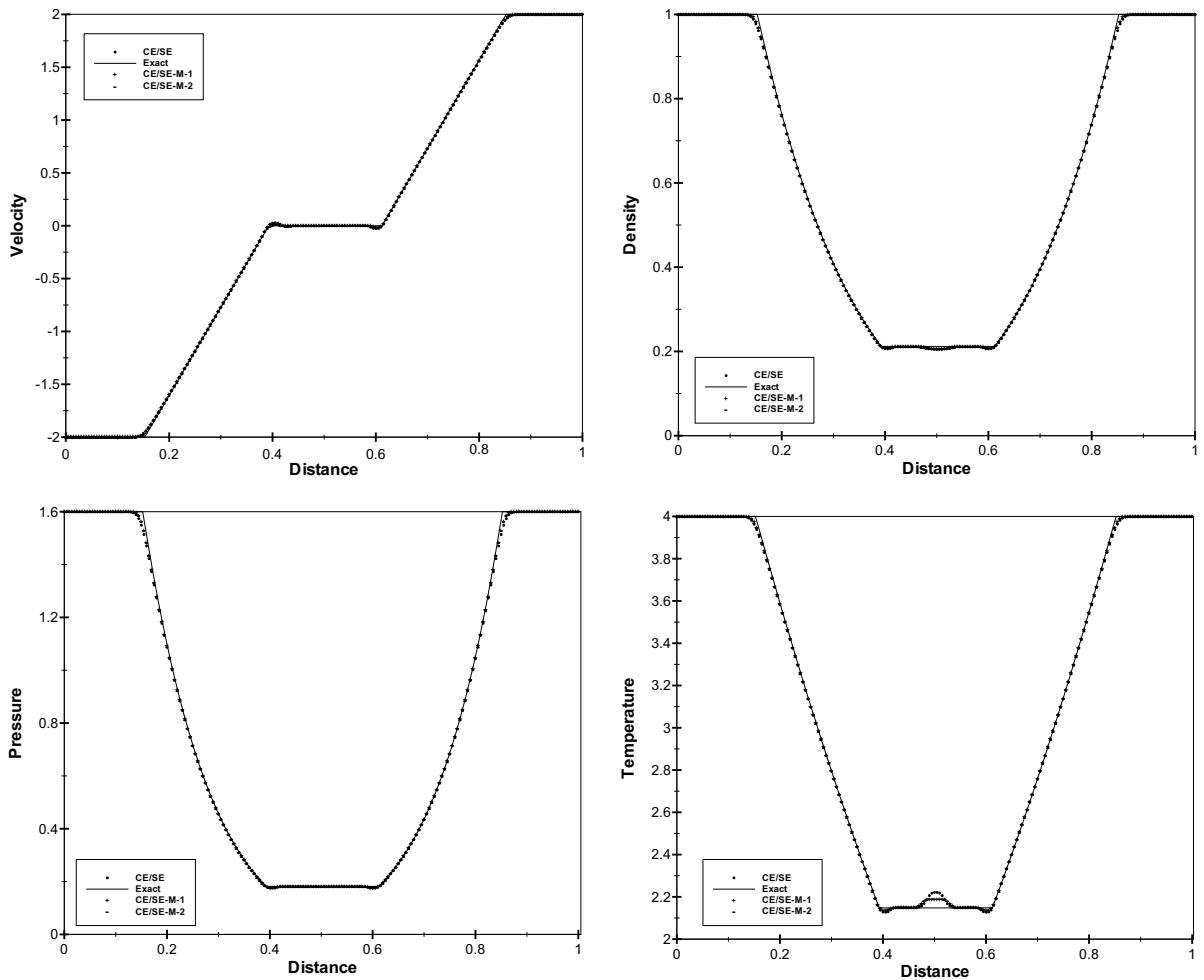 2
1.5
1
0.5
0
-0.5
-1
-1.5
-2
Velocity
CE/SE
Exact
CE/SE-M-1
CE/SE-M-2
0 0.2 0.4 0.6 0.8 1
Distance
1
0.8
0.6
0.4
0.2
0
Density
CE/SE
Exact
CE/SE-M-1
CE/SE-M-2
0 0.2 0.4 0.6 0.8 1
Distance
1.6
1.2
0.8
0.4
0
Pressure
CE/SE
Exact
CE/SE-M-1
CE/SE-M-2
0 0.2 0.4 0.6 0.8 1
Distance
4
3.8
3.6
3.4
3.2
3
2.8
2.6
2.4
2.2
2
Temperature
CE/SE
Exact
CE/SE-M-1
CE/SE-M-2
0 0.2 0.4 0.6 0.8 1
Distance